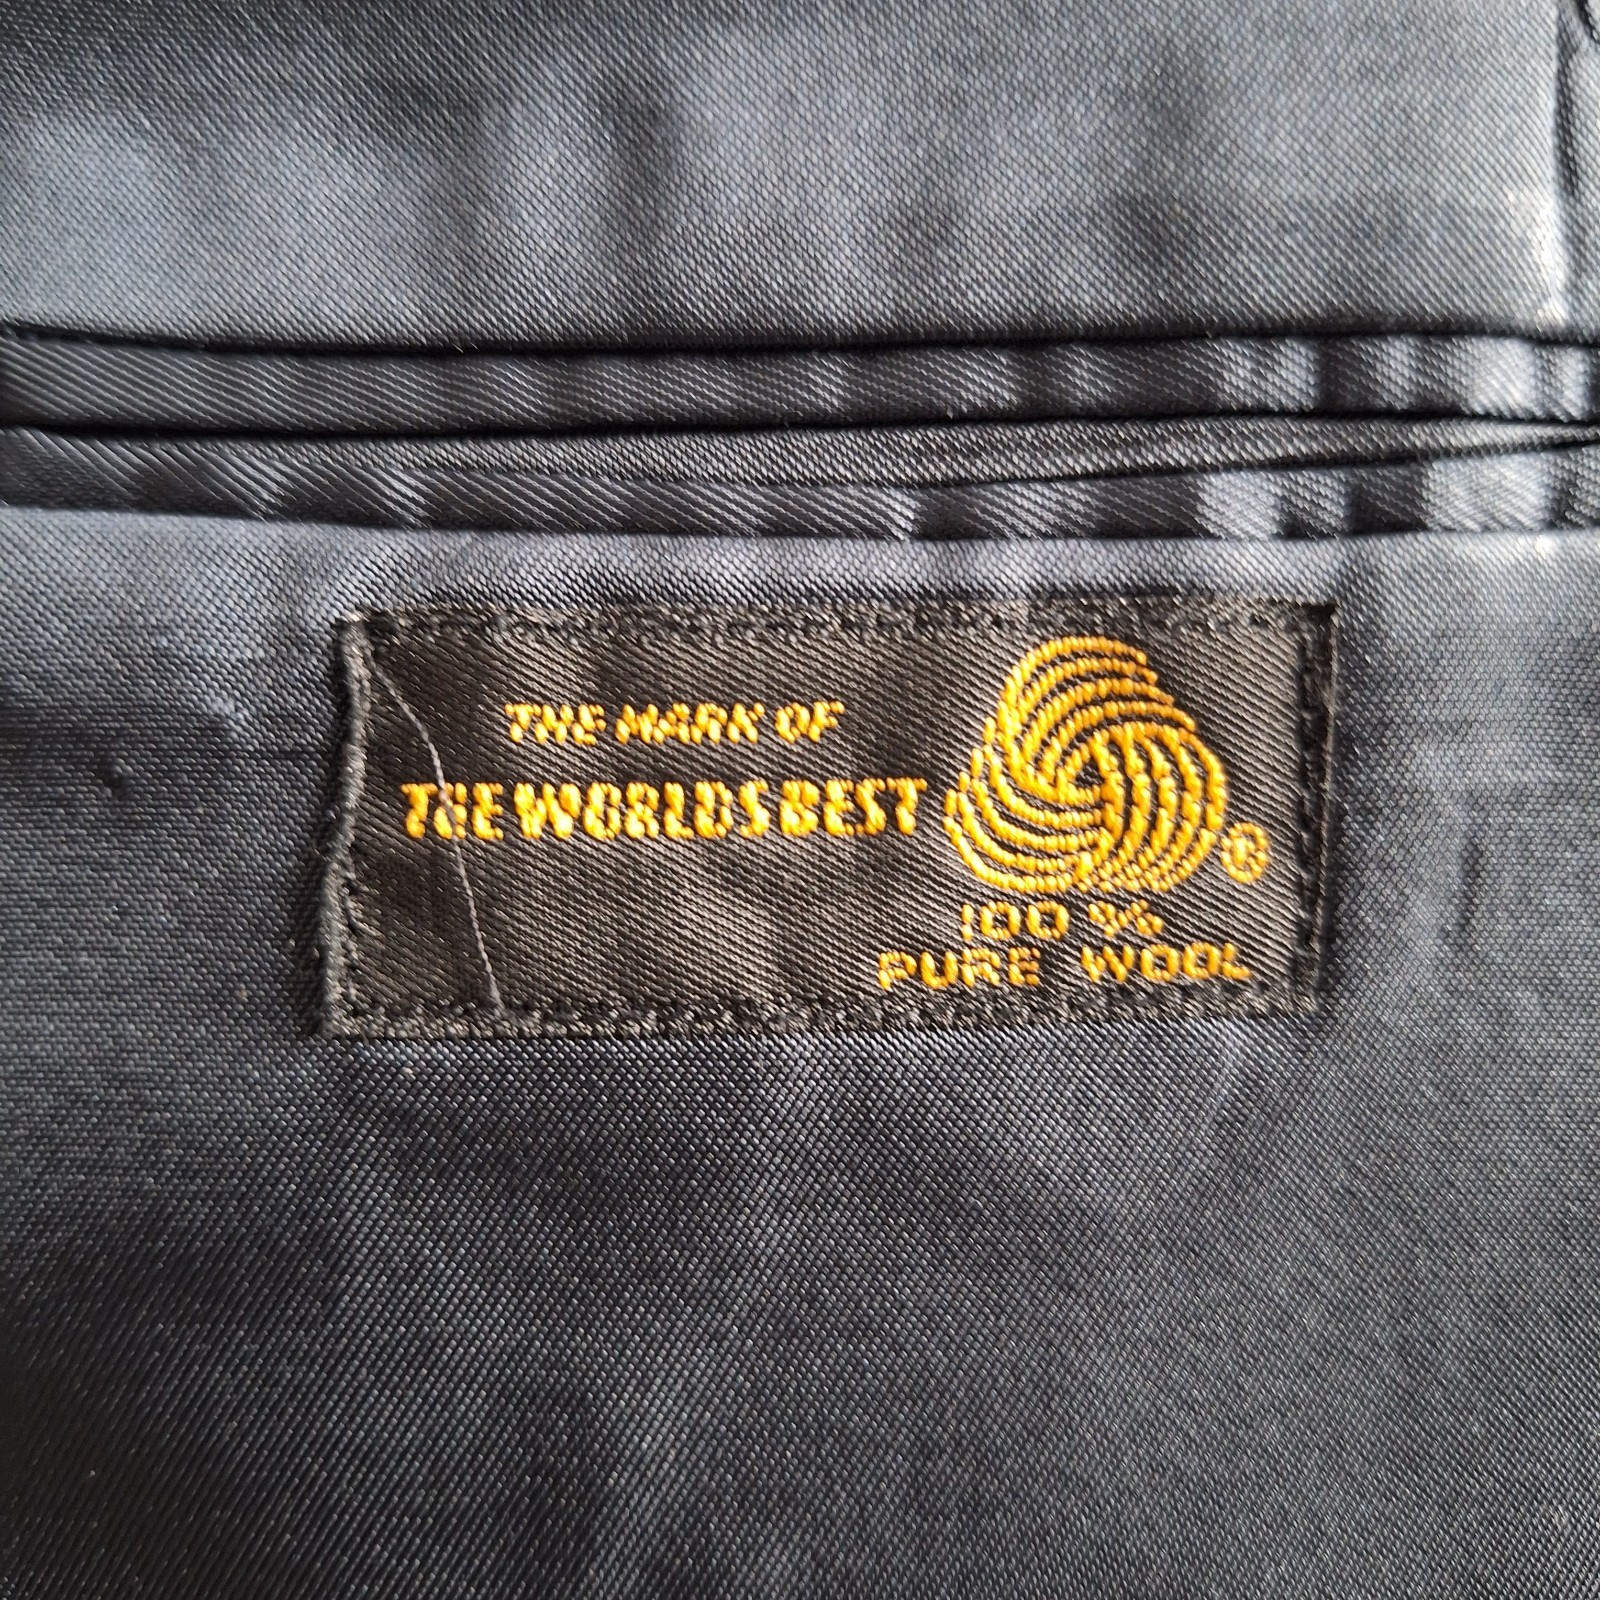 THE MARK OF
THE WORLDS BEST
®
100 %
PURE WOOL